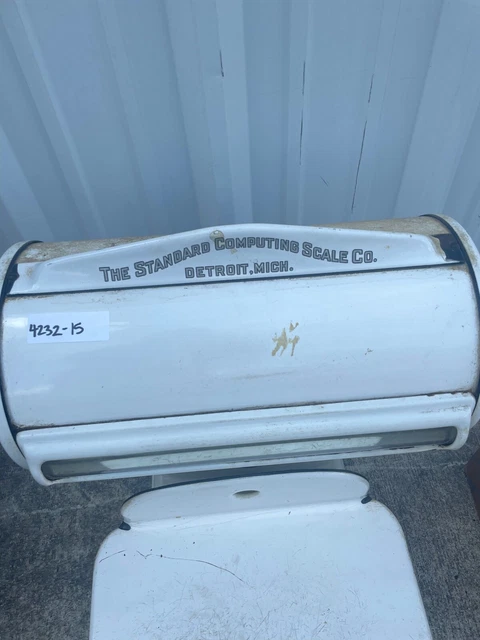 THE STANDARD COMPUTING SCALE CO.
DETROIT, MICH.
4232-15